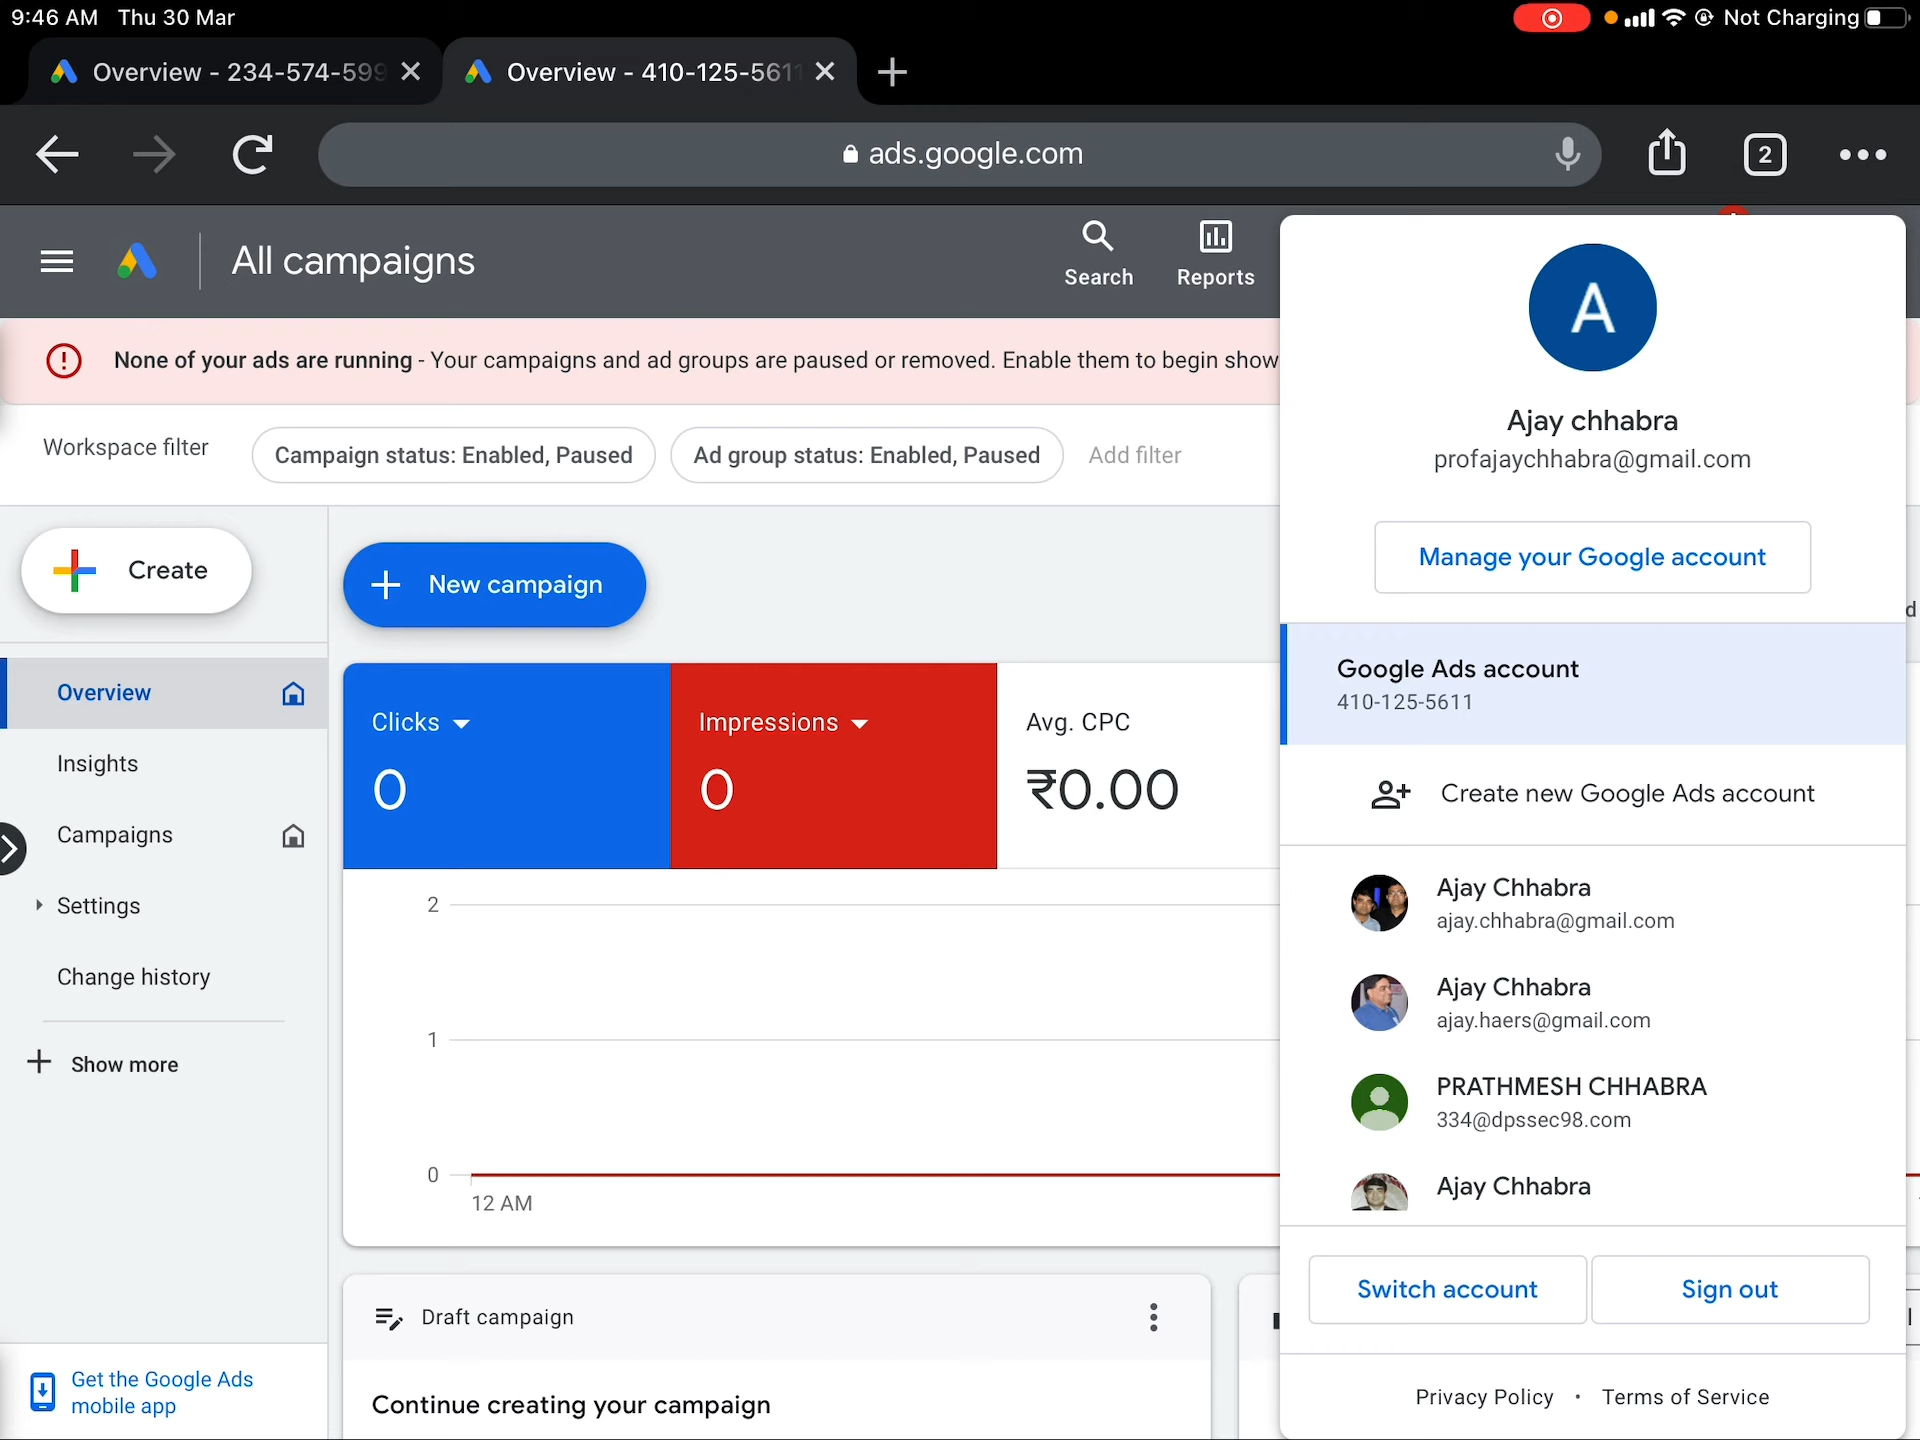 9:46 AM Thu 30 Mar
Not Charging
Overview - 234-574-599
Overview - 410-125-5611
ads.google.com
2
All campaigns
Search
Reports
None of your ads are running - Your campaigns and ad groups are paused or removed. Enable them to begin show
Workspace filter
Campaign status: Enabled, Paused
Ad group status: Enabled, Paused
Add filter
Create
New campaign
Overview
Insights
Campaigns
Settings
Change history
Show more
Get the Google Ads
mobile app
Clicks
0
Impressions
0
Avg. CPC
₹0.00
2
1
0
12 AM
Draft campaign
Continue creating your campaign
A
Ajay chhabra
profajaychhabra@gmail.com
Manage your Google account
Google Ads account
410-125-5611
Create new Google Ads account
Ajay Chhabra
ajay.chhabra@gmail.com
Ajay Chhabra
ajay.haers@gmail.com
PRATHMESH CHHABRA
334@dpssec98.com
Ajay Chhabra
Switch account
Sign out
Privacy Policy • Terms of Service